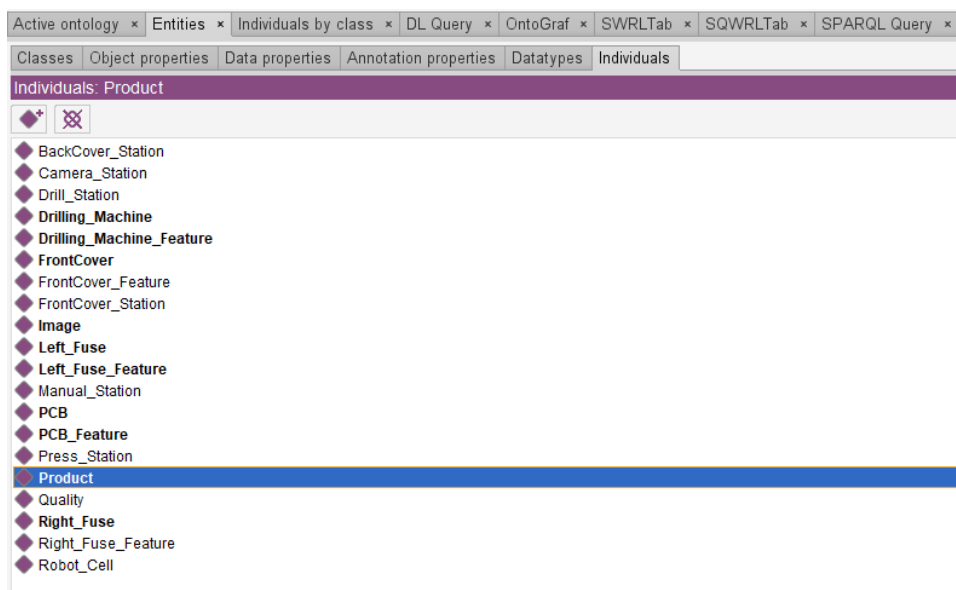 Active ontology × Entities × Individuals by class × DL Query × OntoGraf × SWRLTab × SQWRLTab × SPARQL Query ×
Classes Object properties Data properties Annotation properties Datatypes Individuals
Individuals: Product
BackCover_Station
Camera_Station
Drill_Station
Drilling_Machine
Drilling_Machine_Feature
FrontCover
FrontCover_Feature
FrontCover_Station
Image
Left_Fuse
Left_Fuse_Feature
Manual_Station
PCB
PCB_Feature
Press_Station
Product
Quality
Right_Fuse
Right_Fuse_Feature
Robot_Cell